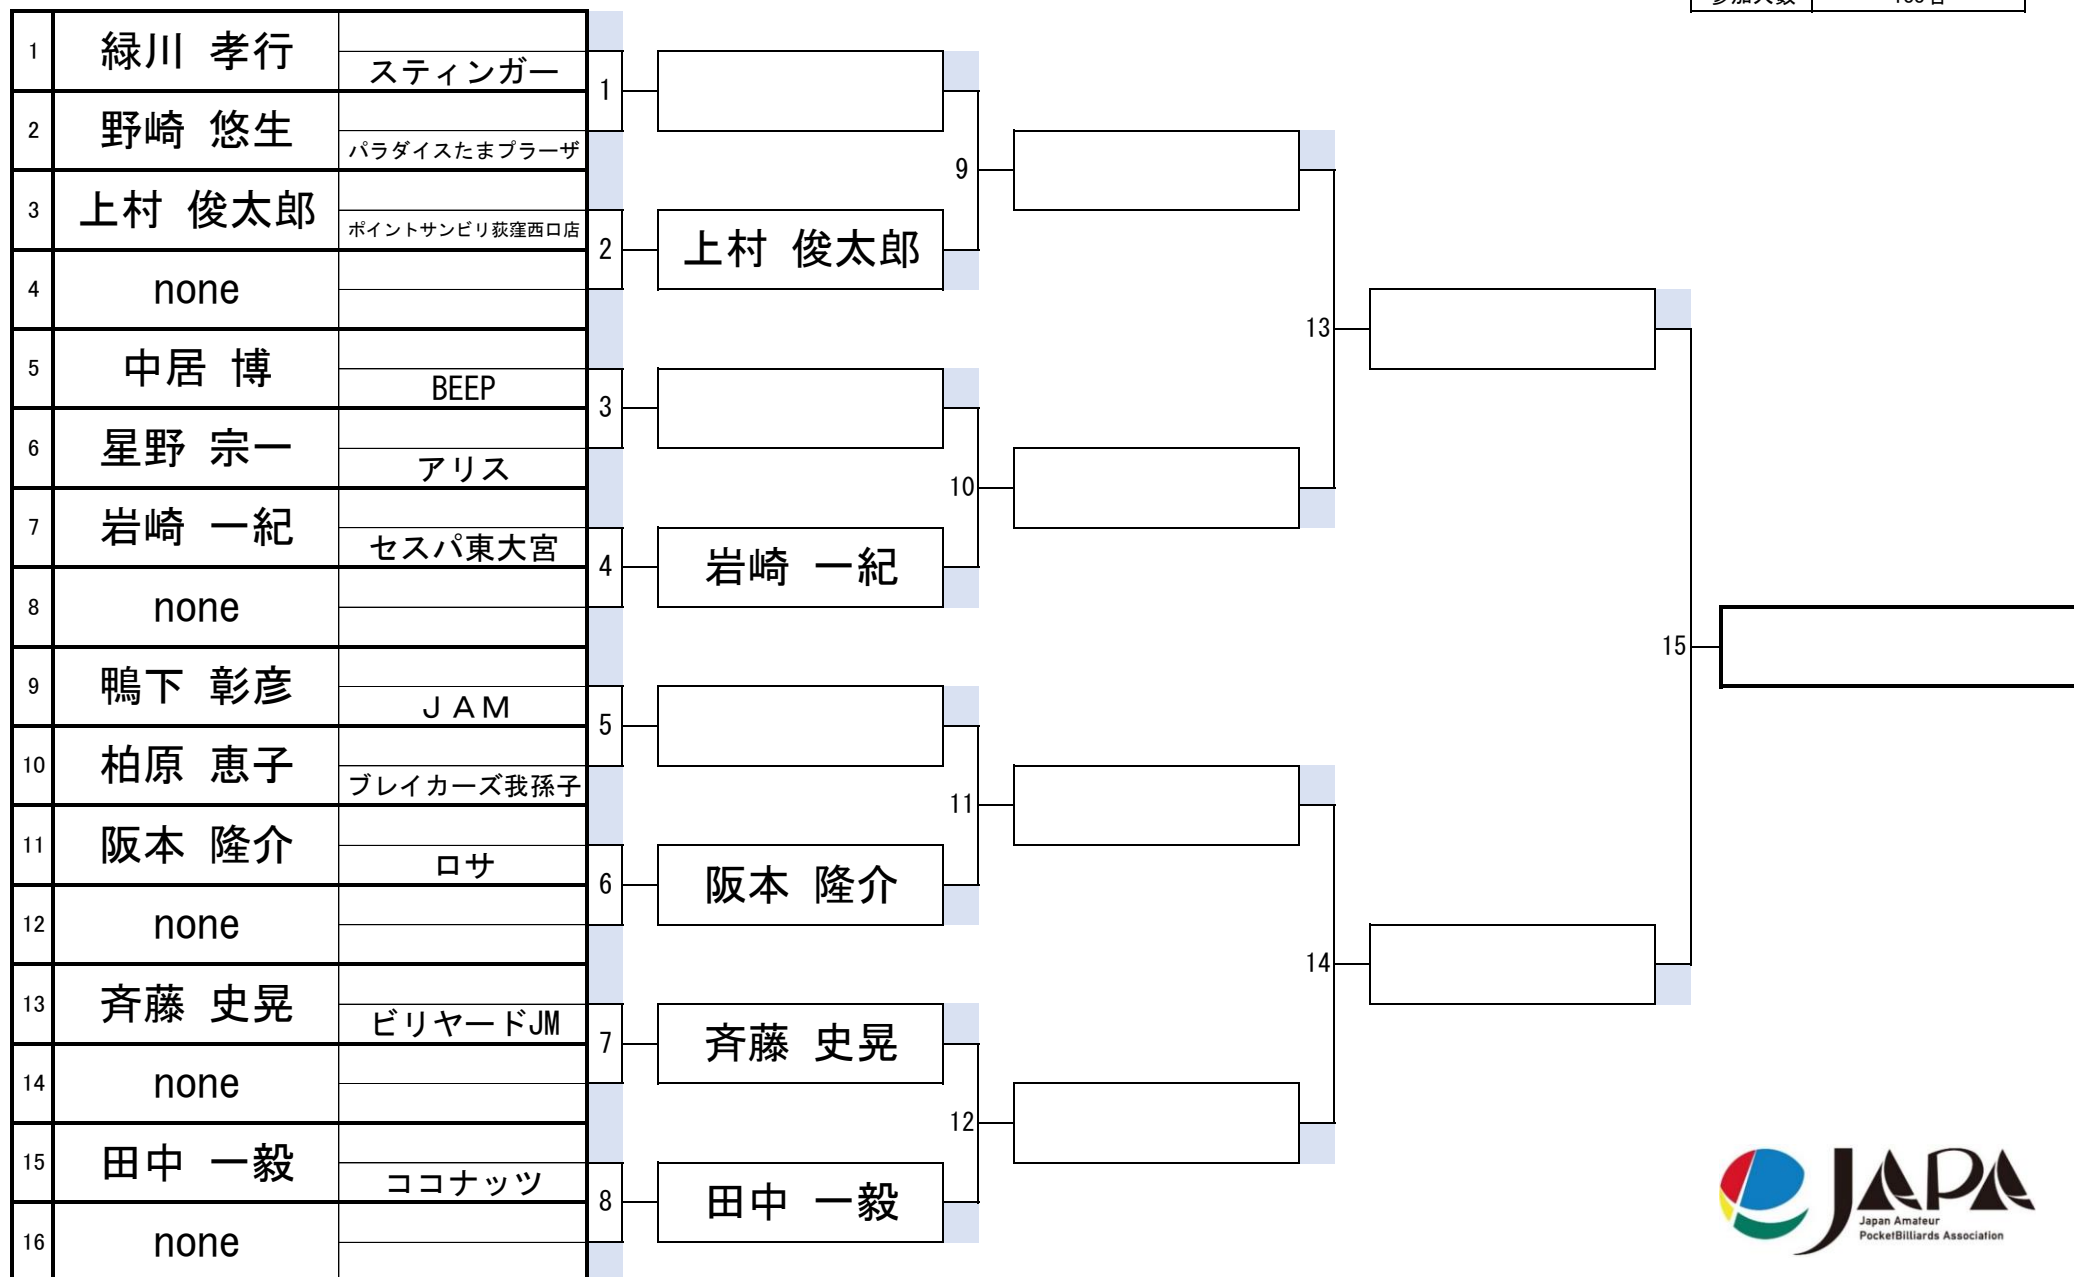 1 緑川 孝行 スティンガー
2 野崎 悠生 パラダイスたまプラーザ
3 上村 俊太郎 ポイントサンビリ荻窪西口店
4 none
5 中居 博 BEEP
6 星野 宗一 アリス
7 岩崎 一紀 セスパ東大宮
8 none
9 鴨下 彰彦 JAM
10 柏原 恵子 ブレイカーズ我孫子
11 阪本 隆介 ロサ
12 none
13 斉藤 史晃 ビリヤードJM
14 none
15 田中 一毅 ココナッツ
16 none
1
2 上村 俊太郎
3
4 岩崎 一紀
5
6 阪本 隆介
7 斉藤 史晃
8 田中 一毅
9
10
11
12
13
14
15
JAPA
Japan Amateur
PocketBilliards Association